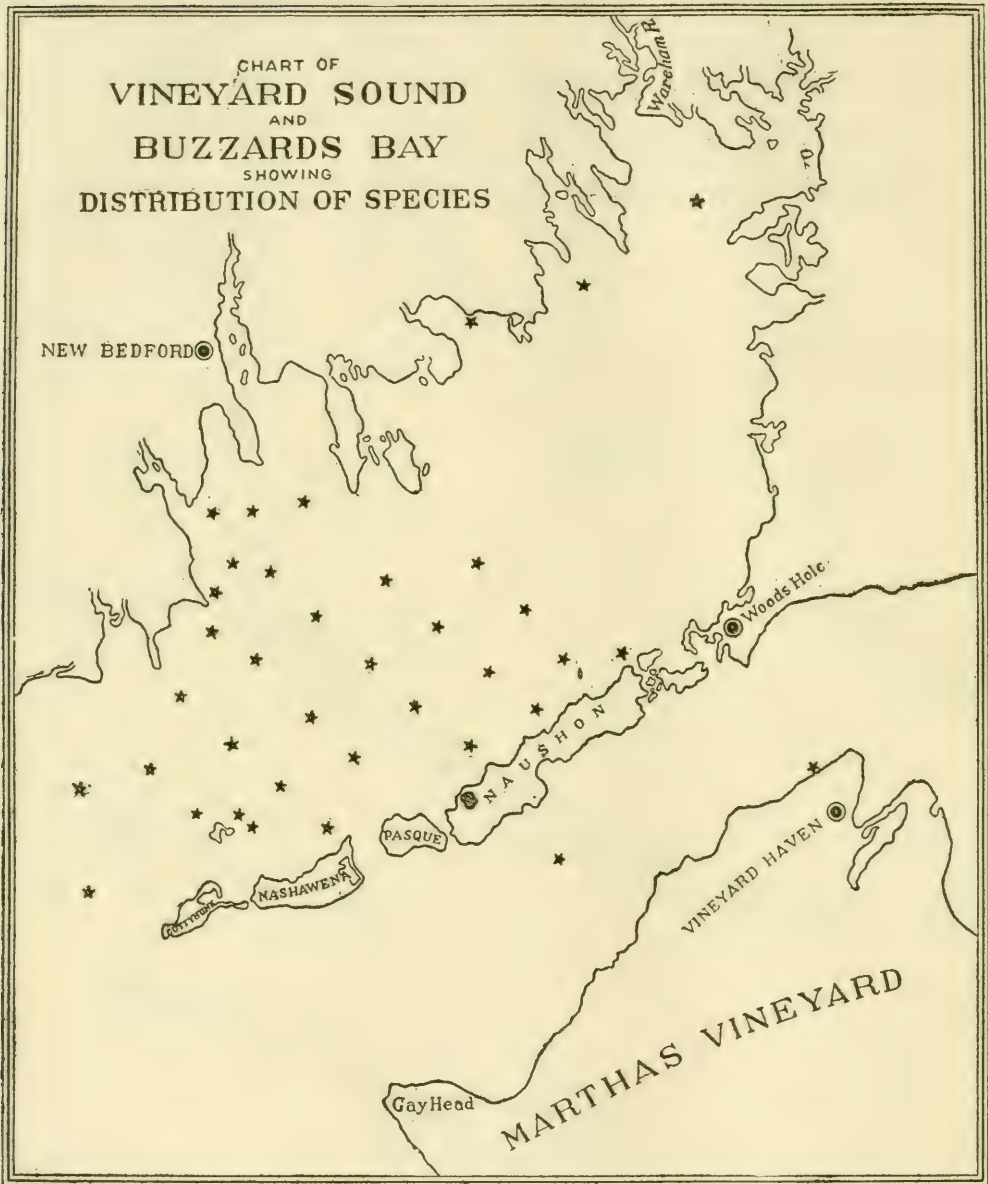 CHART OF
VINEYARD SOUND
AND
BUZZARDS BAY
SHOWING
DISTRIBUTION OF SPECIES
Wareham R.
NEW BEDFORD
Woods Hole
NAUSHON
PASQUE
NASHAWENA
CUTTYHUNK
VINEYARD HAVEN
MARTHAS VINEYARD
Gay Head